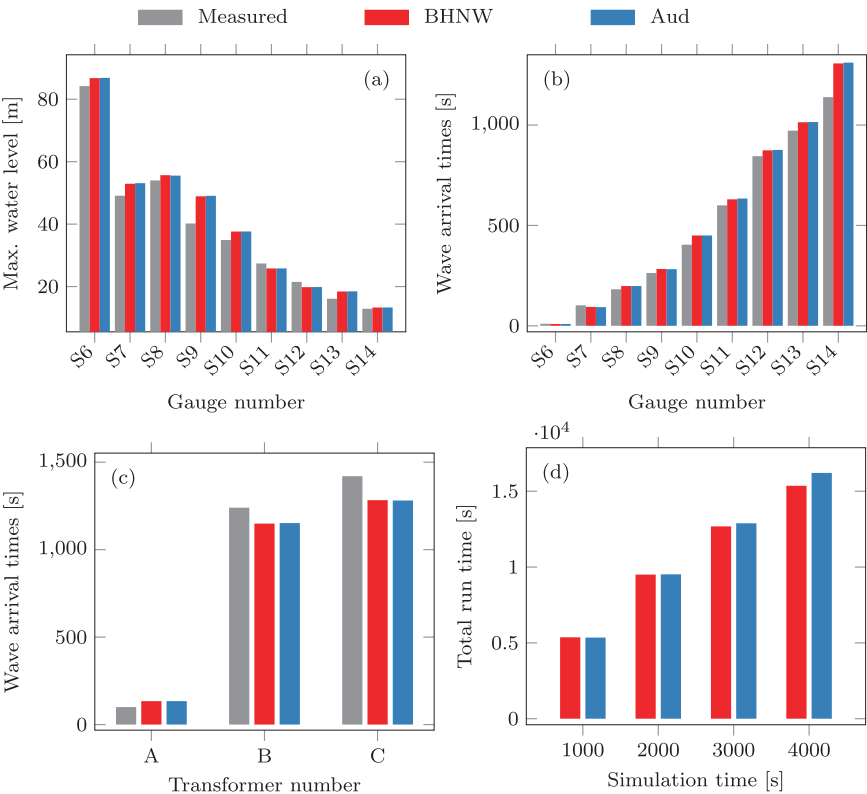 Measured BHNW Aud
(a)
Max. water level [m]
80
60
40
20
S6 S7 S8 S9 S10 S11 S12 S13 S14
Gauge number
(b)
Wave arrival times [s]
1,000
500
0
S6 S7 S8 S9 S10 S11 S12 S13 S14
Gauge number
(c)
Wave arrival times [s]
1,500
1,000
500
0
A B C
Transformer number
·10⁴
(d)
Total run time [s]
1.5
1
0.5
0
1000 2000 3000 4000
Simulation time [s]